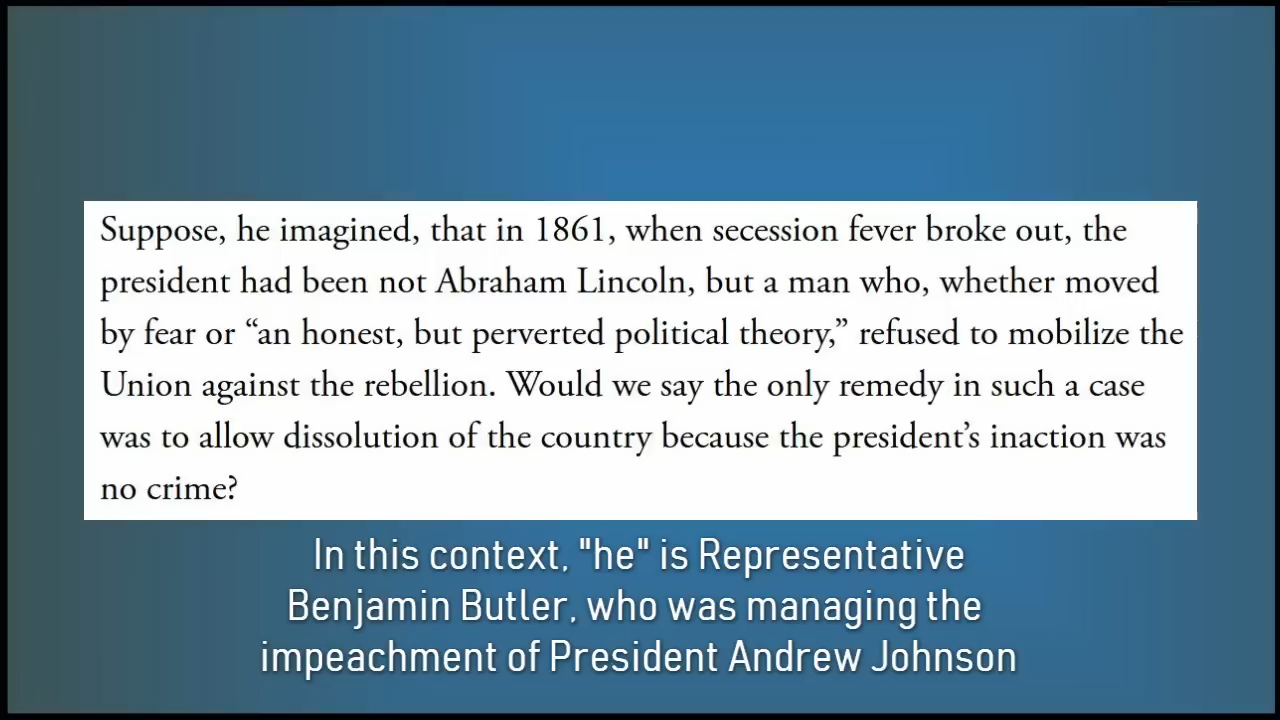 Suppose, he imagined, that in 1861, when secession fever broke out, the
president had been not Abraham Lincoln, but a man who, whether moved
by fear or “an honest, but perverted political theory,” refused to mobilize the
Union against the rebellion. Would we say the only remedy in such a case
was to allow dissolution of the country because the president’s inaction was
no crime?
In this context, "he" is Representative
Benjamin Butler, who was managing the
impeachment of President Andrew Johnson